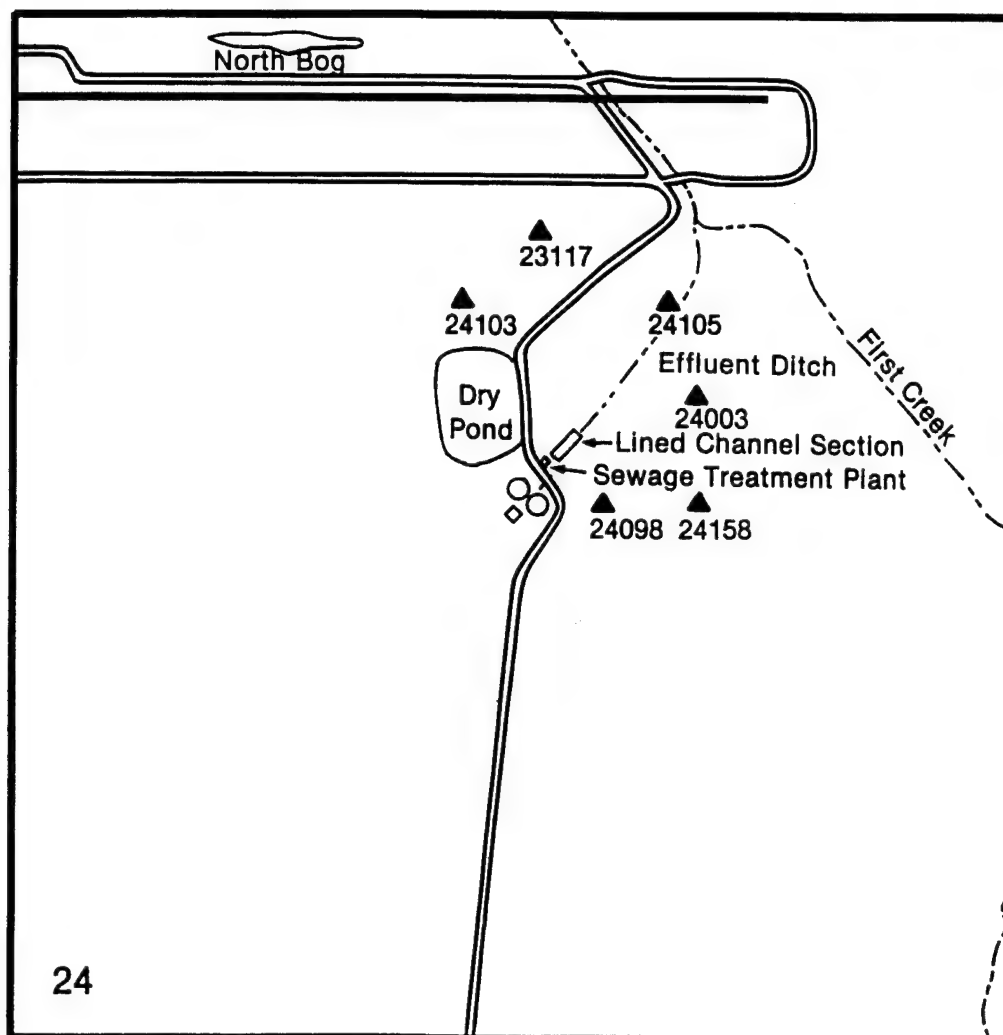 North Bog
23117
24103
24105
First Creek
Effluent Ditch
Dry
Pond
24003
Lined Channel Section
Sewage Treatment Plant
24098
24158
24